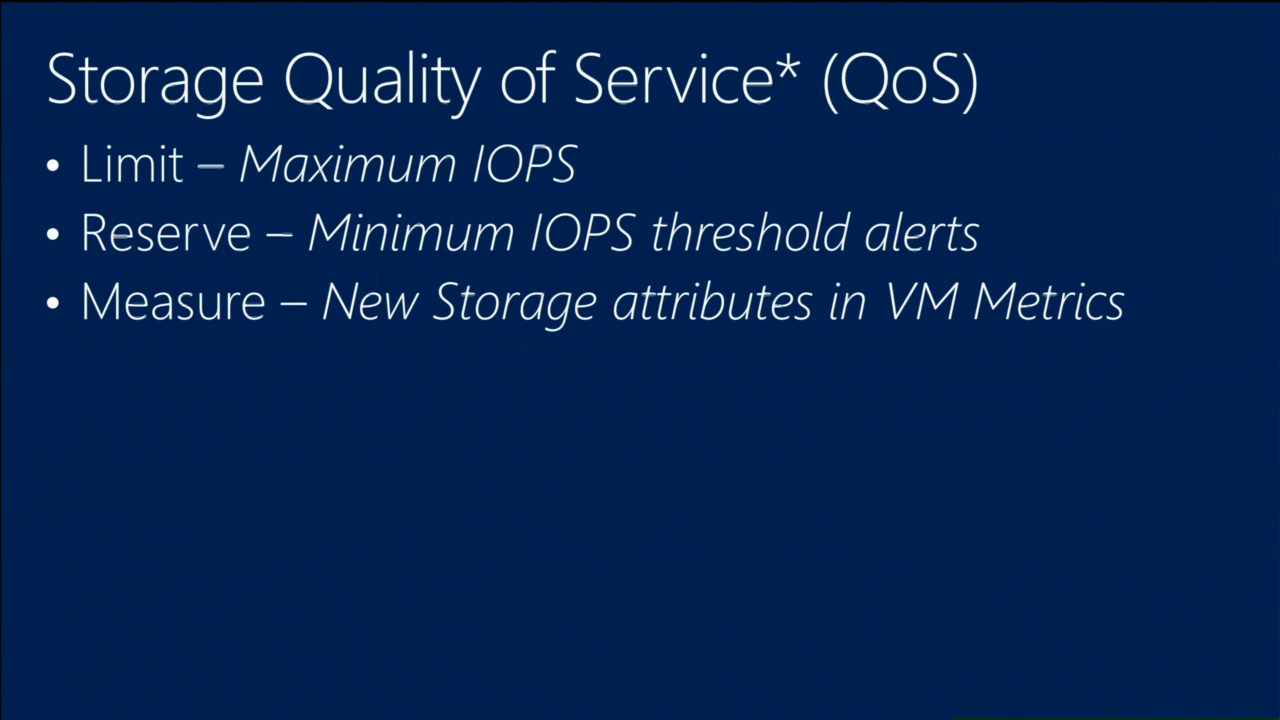 Storage Quality of Service* (QoS)
• Limit – Maximum IOPS
• Reserve – Minimum IOPS threshold alerts
• Measure – New Storage attributes in VM Metrics